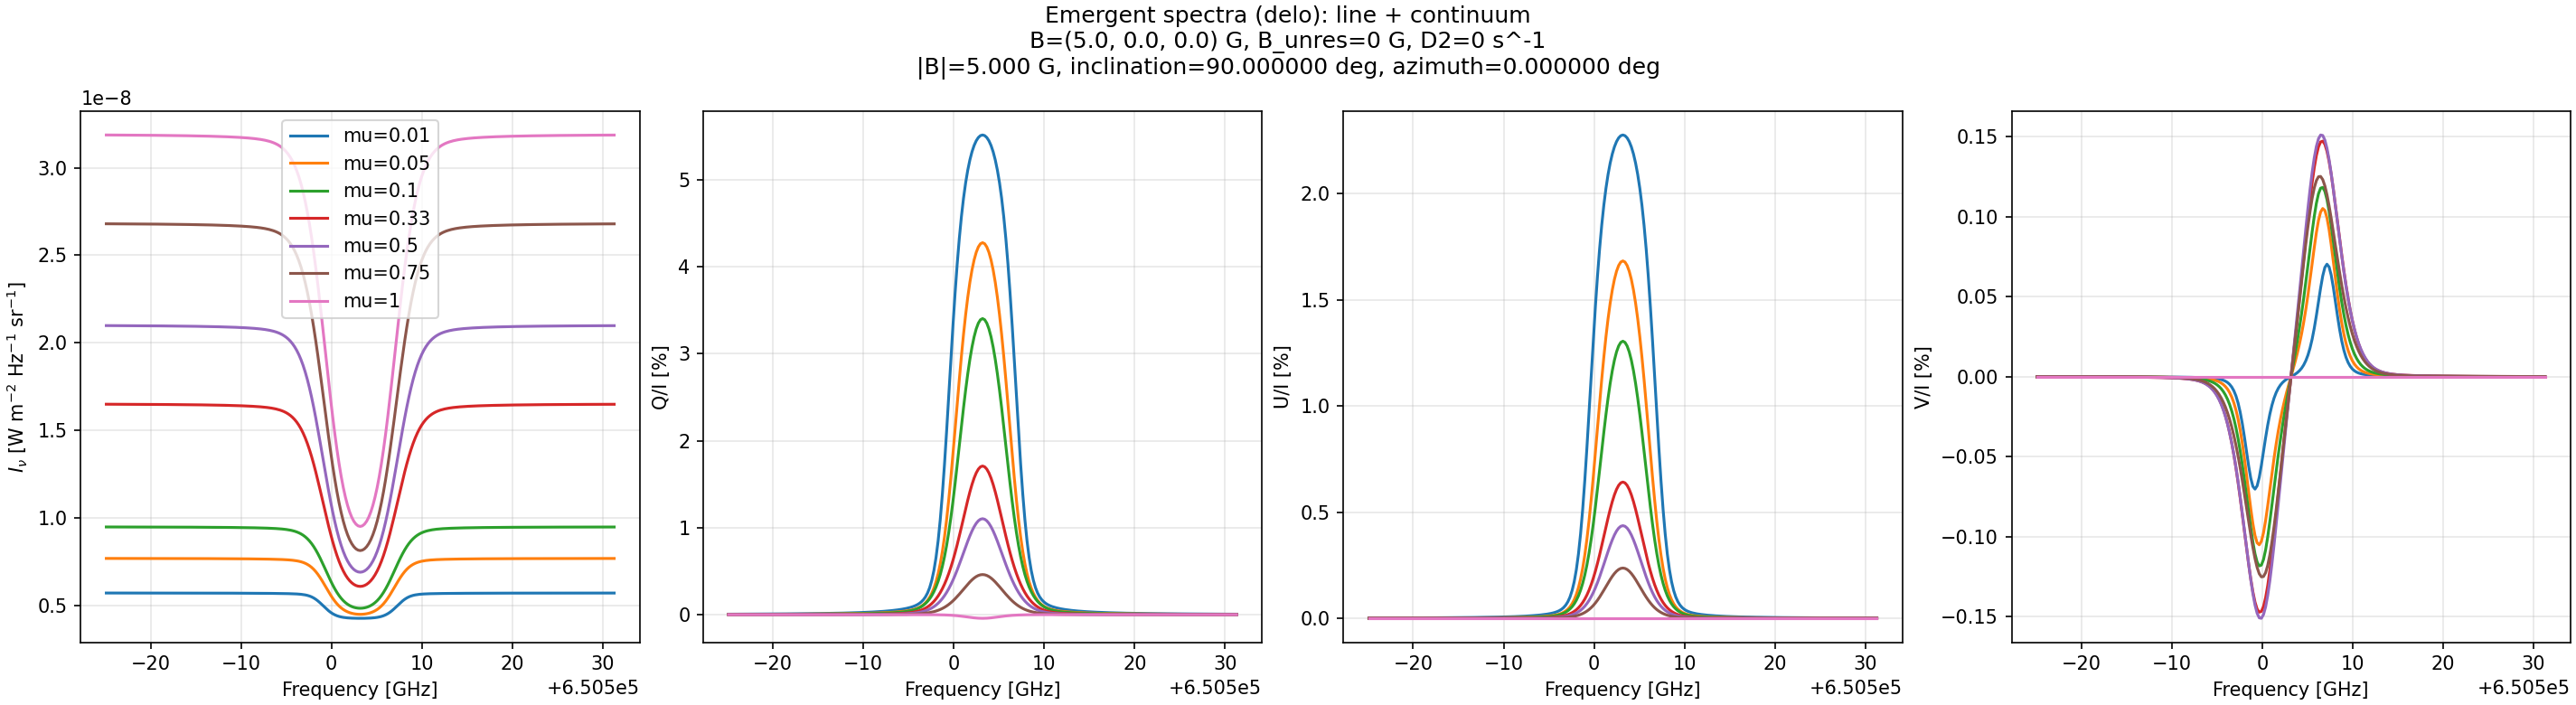 Emergent spectra (delo): line + continuum
B=(5.0, 0.0, 0.0) G, B_unres=0 G, D2=0 s^-1
|B|=5.000 G, inclination=90.000000 deg, azimuth=0.000000 deg
1e−8
3.0
2.5
2.0
1.5
1.0
0.5
I_ν [W m⁻² Hz⁻¹ sr⁻¹]
mu=0.01
mu=0.05
mu=0.1
mu=0.33
mu=0.5
mu=0.75
mu=1
−20 −10 0 10 20 30
Frequency [GHz]
+6.505e5
5
4
3
2
1
0
Q/I [%]
−20 −10 0 10 20 30
Frequency [GHz]
+6.505e5
2.0
1.5
1.0
0.5
0.0
U/I [%]
−20 −10 0 10 20 30
Frequency [GHz]
+6.505e5
0.15
0.10
0.05
0.00
−0.05
−0.10
−0.15
V/I [%]
−20 −10 0 10 20 30
Frequency [GHz]
+6.505e5